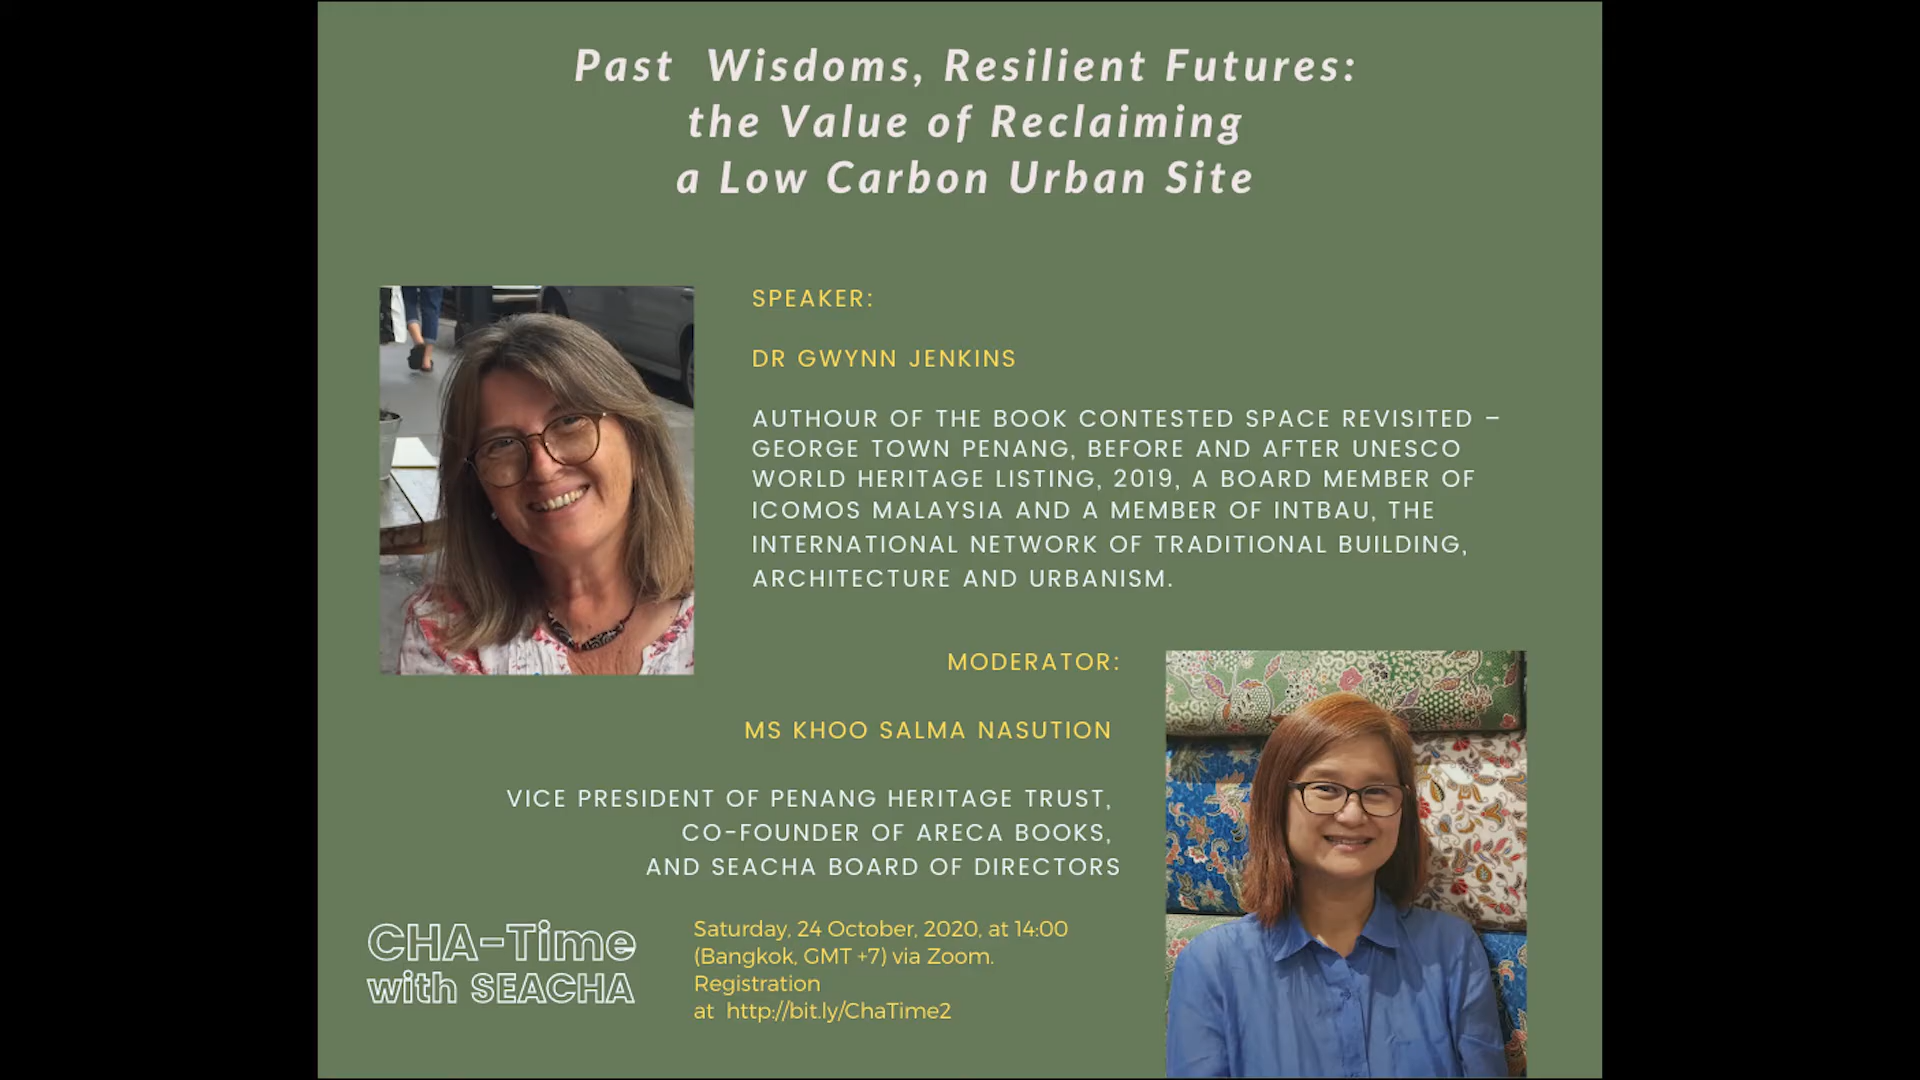 Past Wisdoms, Resilient Futures:
the Value of Reclaiming
a Low Carbon Urban Site
SPEAKER:
DR GWYNN JENKINS
AUTHOUR OF THE BOOK CONTESTED SPACE REVISITED –
GEORGE TOWN PENANG, BEFORE AND AFTER UNESCO
WORLD HERITAGE LISTING, 2019, A BOARD MEMBER OF
ICOMOS MALAYSIA AND A MEMBER OF INTBAU, THE
INTERNATIONAL NETWORK OF TRADITIONAL BUILDING,
ARCHITECTURE AND URBANISM.
MODERATOR:
MS KHOO SALMA NASUTION
VICE PRESIDENT OF PENANG HERITAGE TRUST,
CO-FOUNDER OF ARECA BOOKS,
AND SEACHA BOARD OF DIRECTORS
CHA-Time
with SEACHA
Saturday, 24 October, 2020, at 14:00
(Bangkok, GMT +7) via Zoom.
Registration
at http://bit.ly/ChaTime2